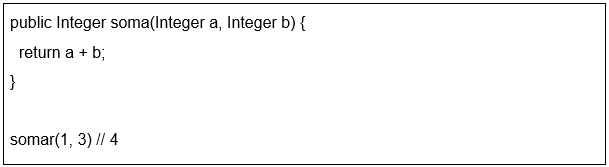 public Integer soma(Integer a, Integer b) {
return a + b;
}
somar(1, 3) // 4